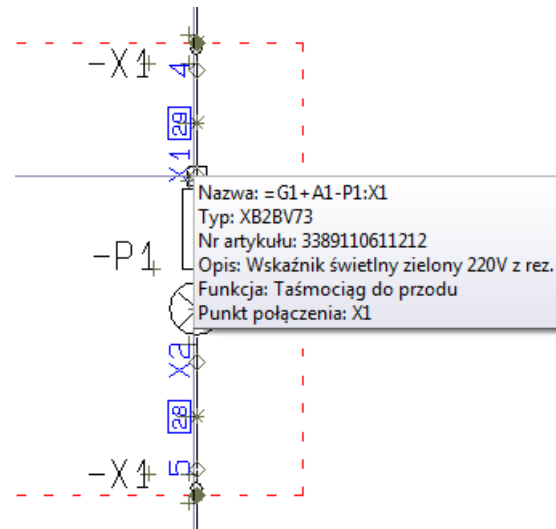 -X1
4
29
X1
Nazwa: =G1+A1-P1:X1
Typ: XB2BV73
Nr artykułu: 3389110611212
Opis: Wskaźnik świetlny zielony 220V z rez.
Funkcja: Taśmociąg do przodu
Punkt połączenia: X1
-P1
X2
28
-X1
5